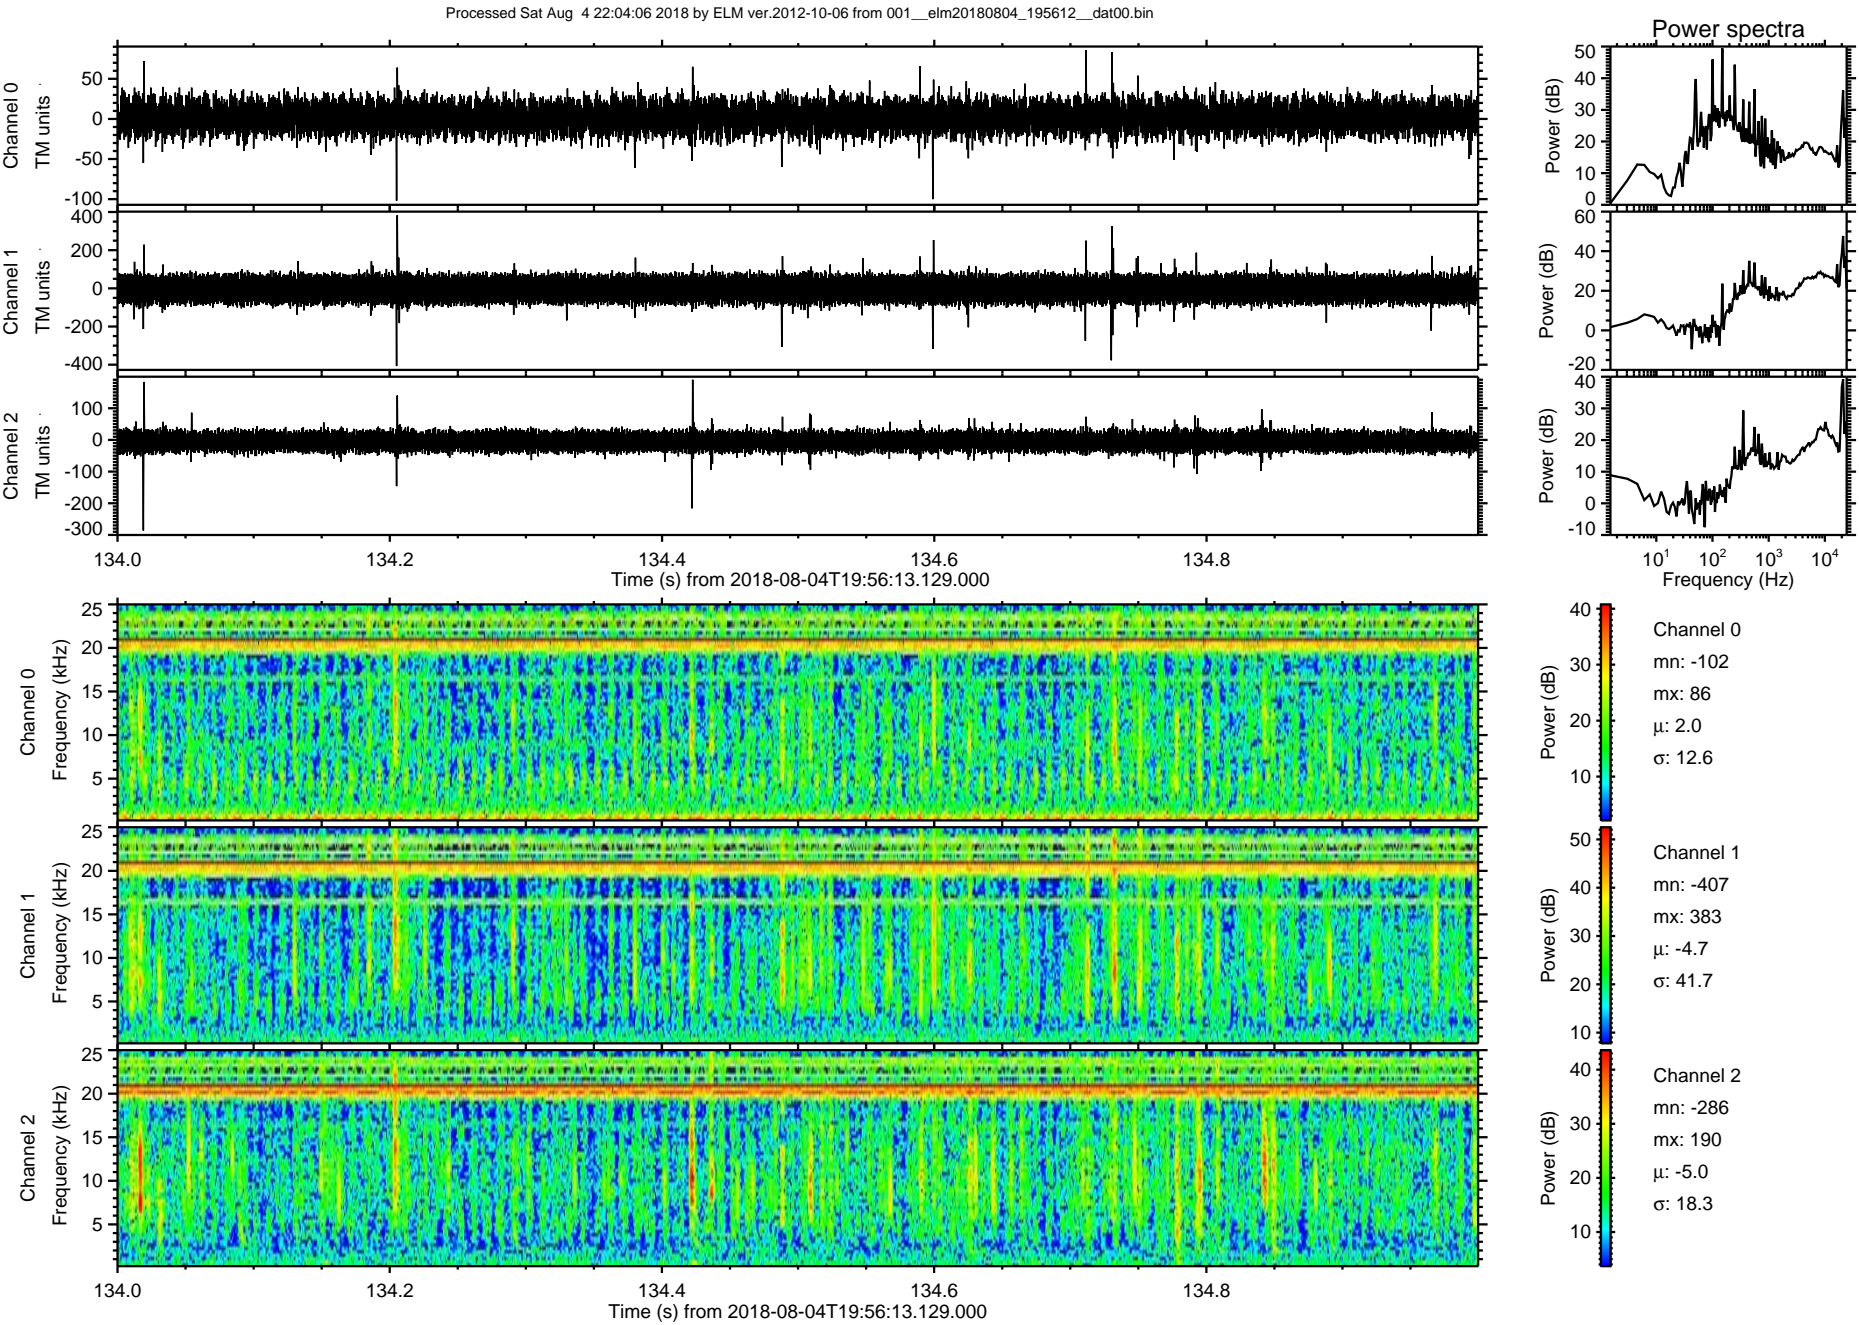 Processed Sat Aug  4 22:04:06 2018 by ELM ver.2012-10-06 from 001__elm20180804_195612__dat00.bin
Power spectra
Channel 0
TM units
50
0
-50
-100
Power (dB)
50
40
30
20
10
0
Channel 1
TM units
400
200
0
-200
-400
Power (dB)
60
40
20
0
-20
Channel 2
TM units
100
0
-100
-200
-300
Power (dB)
40
30
20
10
0
-10
134.0 134.2 134.4 134.6 134.8
Time (s) from 2018-08-04T19:56:13.129.000
10^1 10^2 10^3 10^4
Frequency (Hz)
Channel 0
Frequency (kHz)
25
20
15
10
5
Power (dB)
40
30
20
10
Channel 0
mn: -102
mx: 86
μ: 2.0
σ: 12.6
Channel 1
Frequency (kHz)
25
20
15
10
5
Power (dB)
50
40
30
20
10
Channel 1
mn: -407
mx: 383
μ: -4.7
σ: 41.7
Channel 2
Frequency (kHz)
25
20
15
10
5
Power (dB)
40
30
20
10
Channel 2
mn: -286
mx: 190
μ: -5.0
σ: 18.3
134.0 134.2 134.4 134.6 134.8
Time (s) from 2018-08-04T19:56:13.129.000